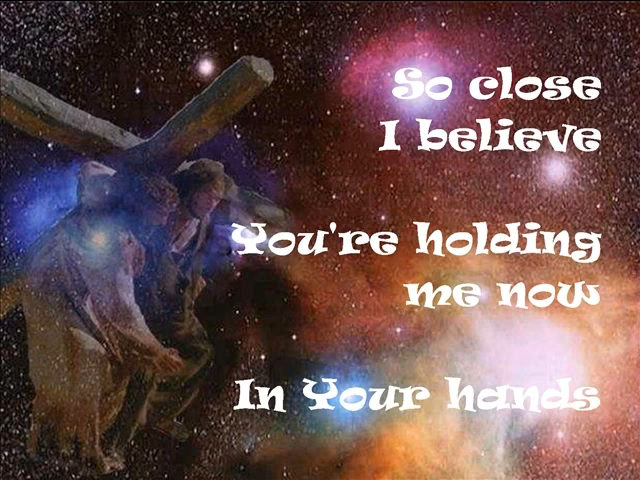 So close
I believe
You're holding
me now
In Your hands